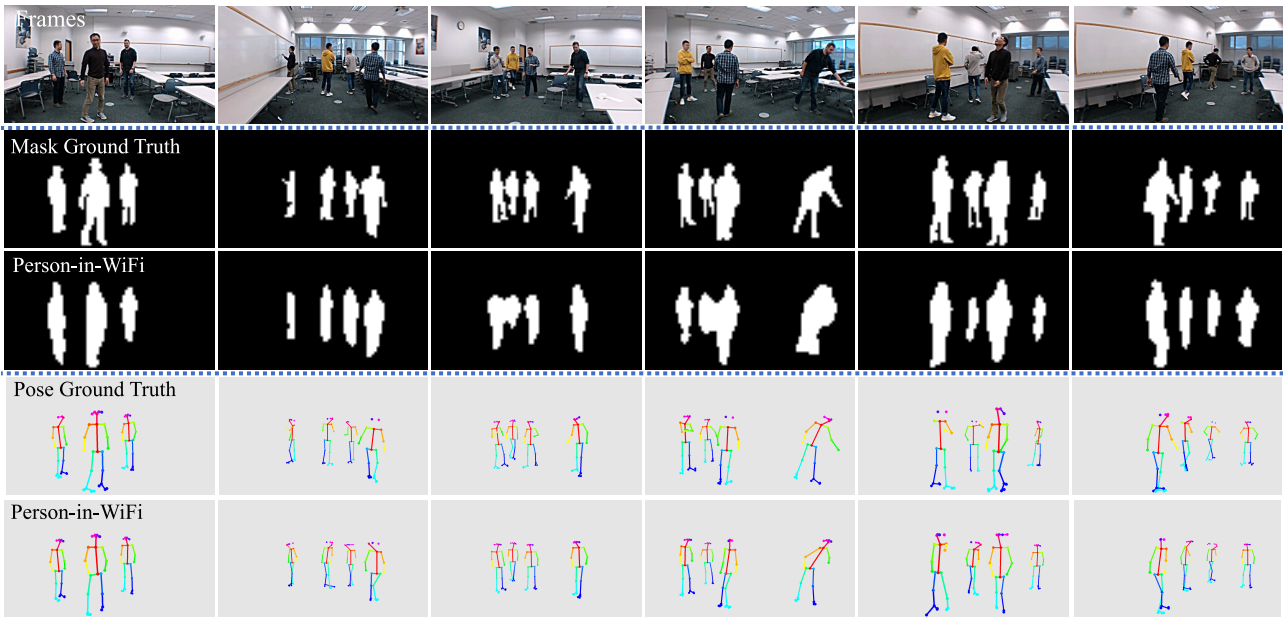 Frames
Mask Ground Truth
Person-in-WiFi
Pose Ground Truth
Person-in-WiFi